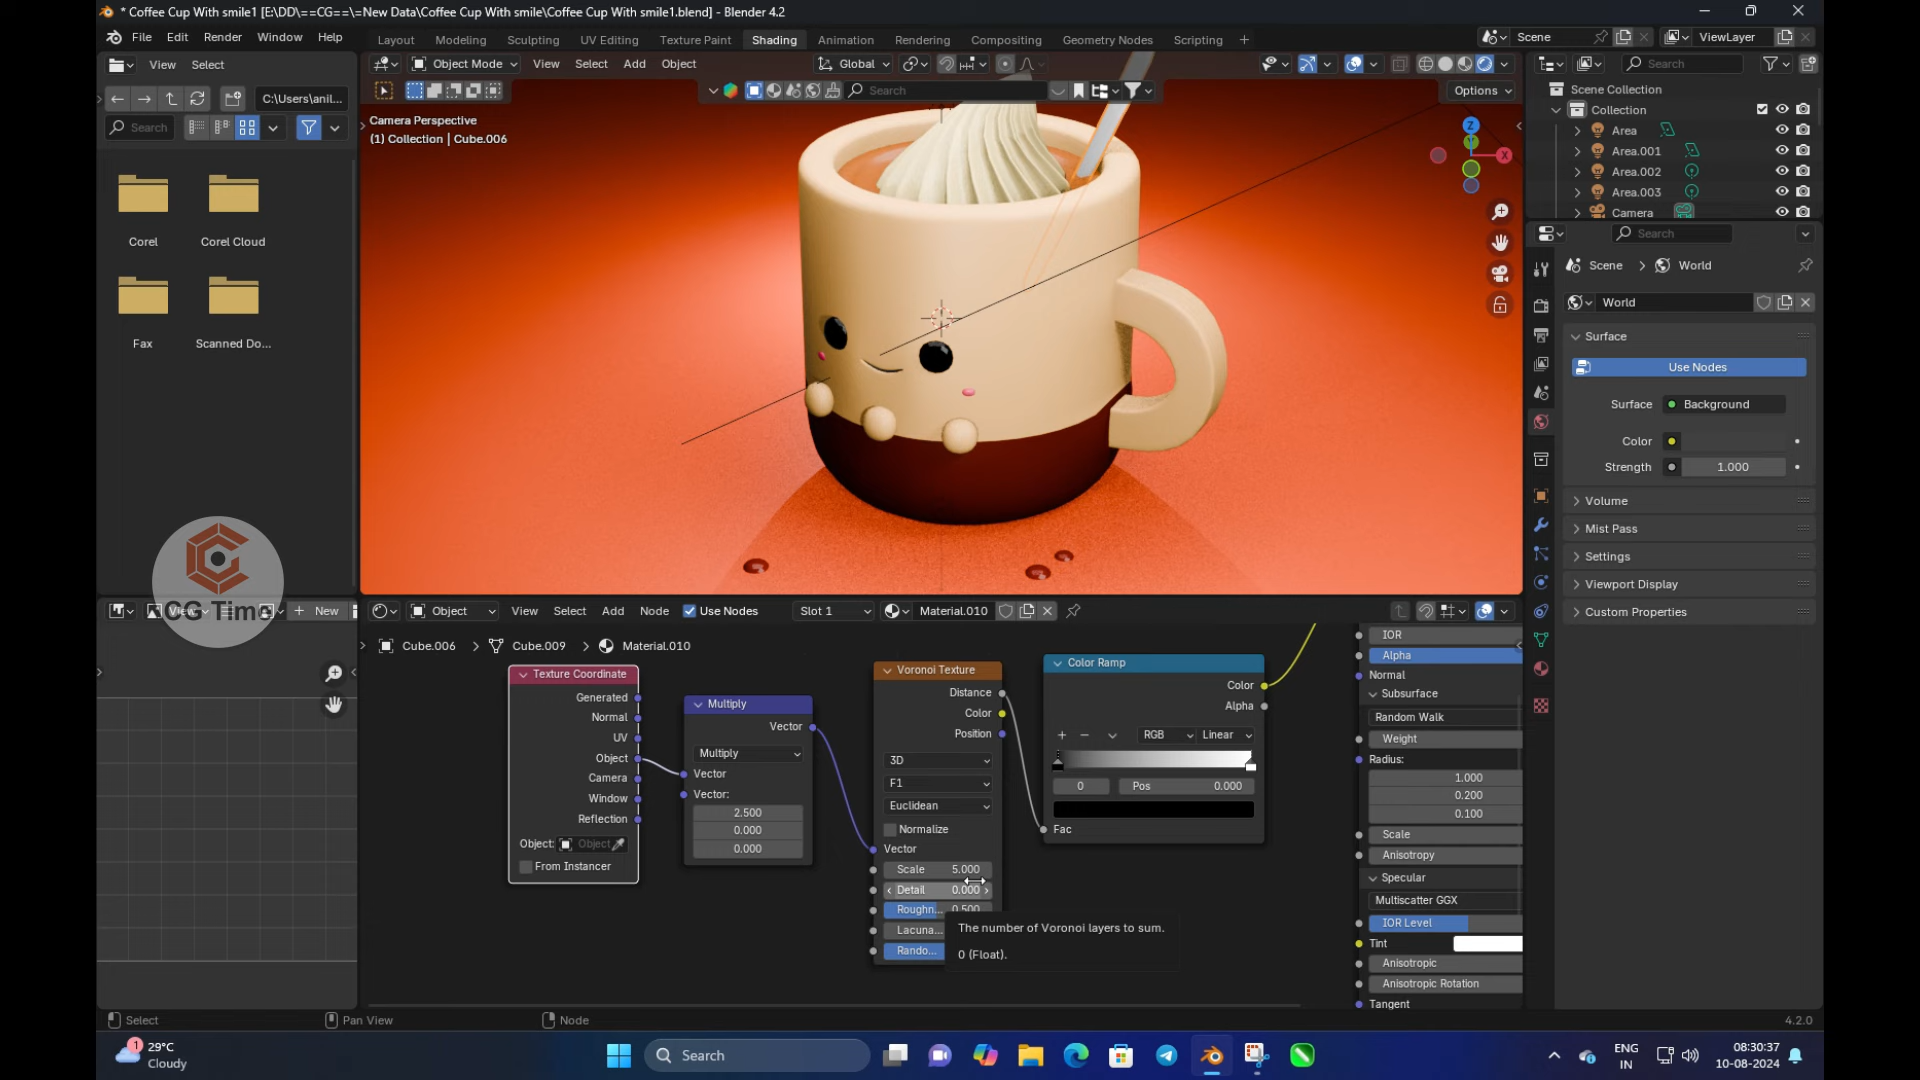 * Coffee Cup With smile1 [E:\DD\==CG==\=New Data\Coffee Cup With smile\Coffee Cup With smile1.blend] - Blender 4.2
File Edit Render Window Help
Layout Modeling Sculpting UV Editing Texture Paint Shading Animation Rendering Compositing Geometry Nodes Scripting +
Scene
ViewLayer
View Select
Object Mode View Select Add Object
Global
Search
C:\Users\anil...
Search
Options
Search
Camera Perspective
(1) Collection | Cube.006
Z
X
Scene Collection
Collection
Area
Area.001
Area.002
Area.003
Camera
Corel
Corel Cloud
Fax
Scanned Do...
Search
Scene > World
World
Surface
Use Nodes
Surface Background
Color
Strength 1.000
Volume
Mist Pass
Settings
Viewport Display
Custom Properties
CG Time
View
+ New
Object View Select Add Node Use Nodes Slot 1 Material.010
Cube.006 > Cube.009 > Material.010
Texture Coordinate
Generated
Normal
UV
Object
Camera
Window
Reflection
Object: Object
From Instancer
Multiply
Vector
Multiply
Vector
Vector:
2.500
0.000
0.000
Voronoi Texture
Distance
Color
Position
3D
F1
Euclidean
Normalize
Vector
Scale 5.000
Detail 0.000
Roughn... 0.500
Lacuna...
Rando...
The number of Voronoi layers to sum.
0 (Float).
Color Ramp
Color
Alpha
RGB Linear
0 Pos 0.000
Fac
IOR
Alpha
Normal
Subsurface
Random Walk
Weight
Radius:
1.000
0.200
0.100
Scale
Anisotropy
Specular
Multiscatter GGX
IOR Level
Tint
Anisotropic
Anisotropic Rotation
Tangent
Select
Pan View
Node
4.2.0
1
29°C
Cloudy
Search
ENG
IN
08:30:37
10-08-2024